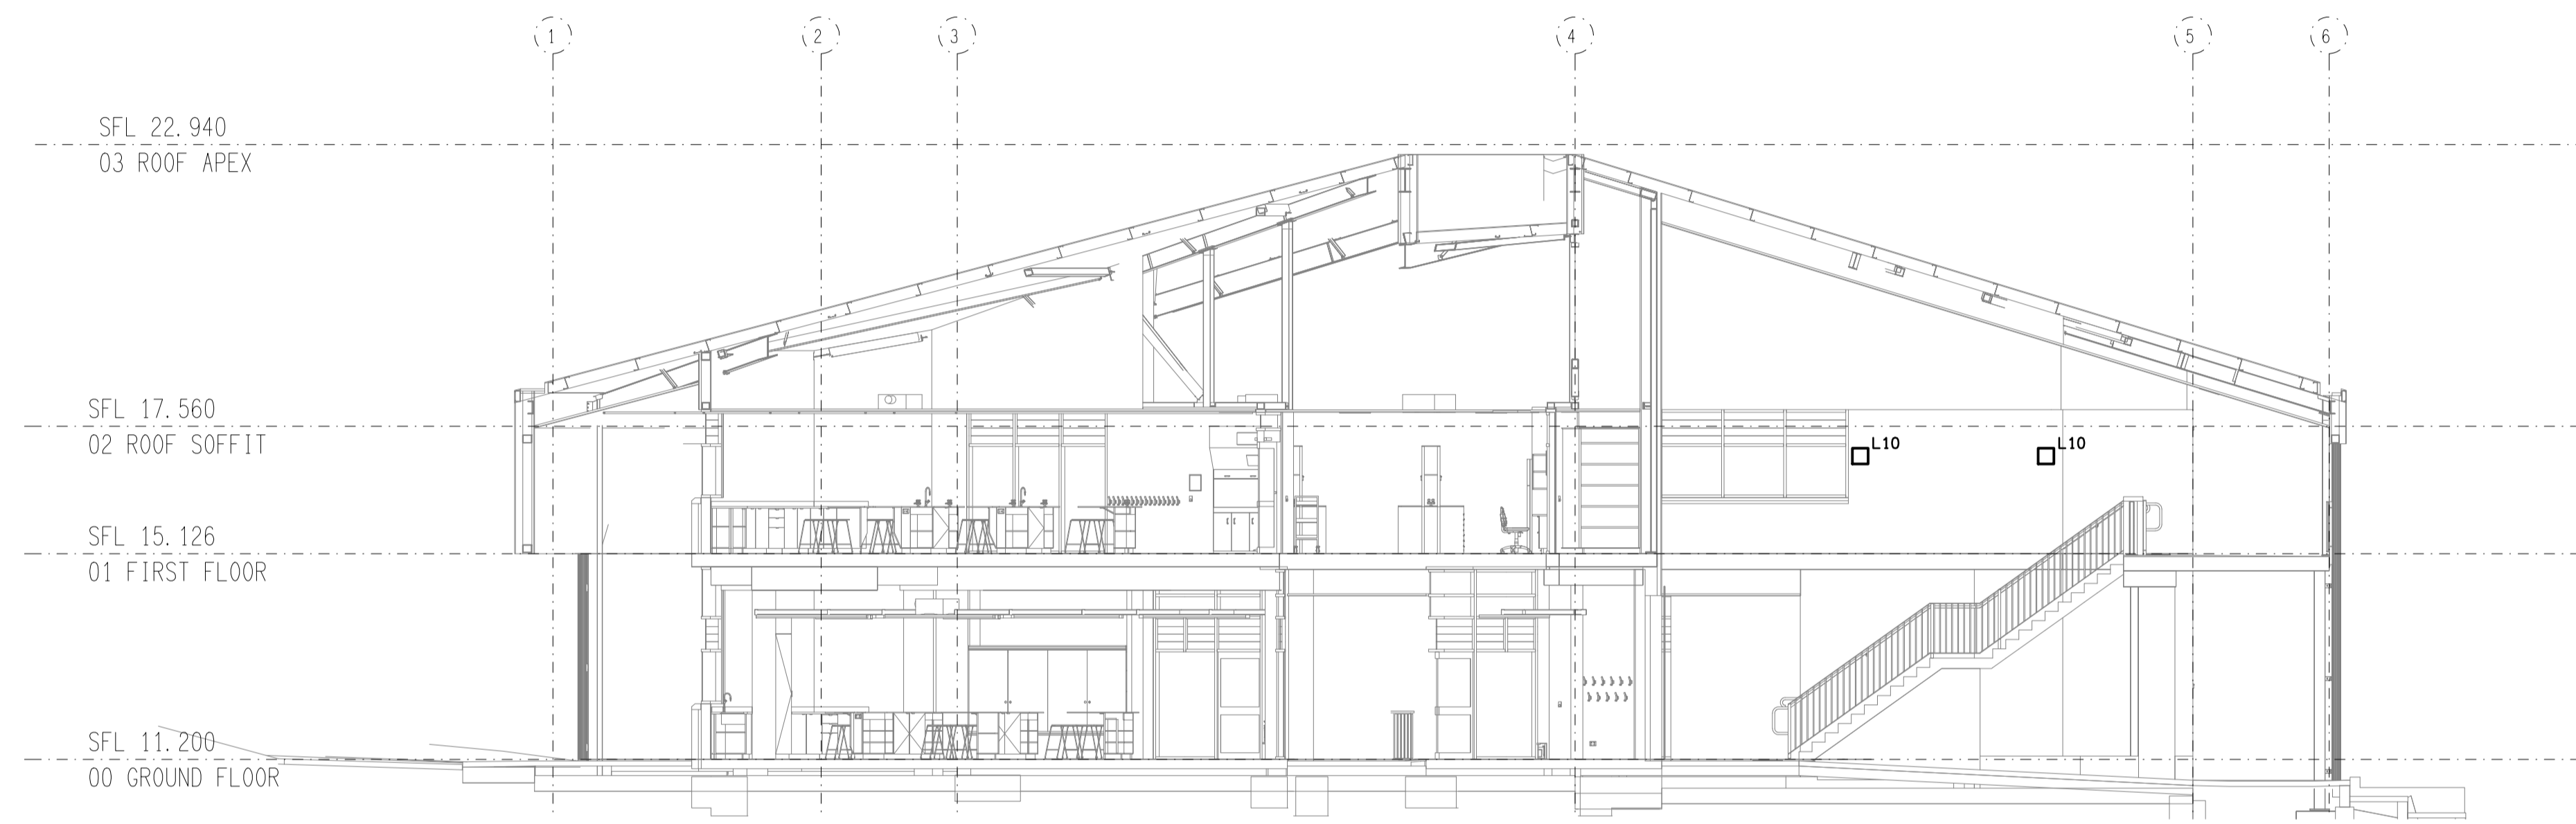 1
2
3
4
5
6
SFL 22.940
03 ROOF APEX
SFL 17.560
02 ROOF SOFFIT
L10
L10
SFL 15.126
01 FIRST FLOOR
SFL 11.200
00 GROUND FLOOR